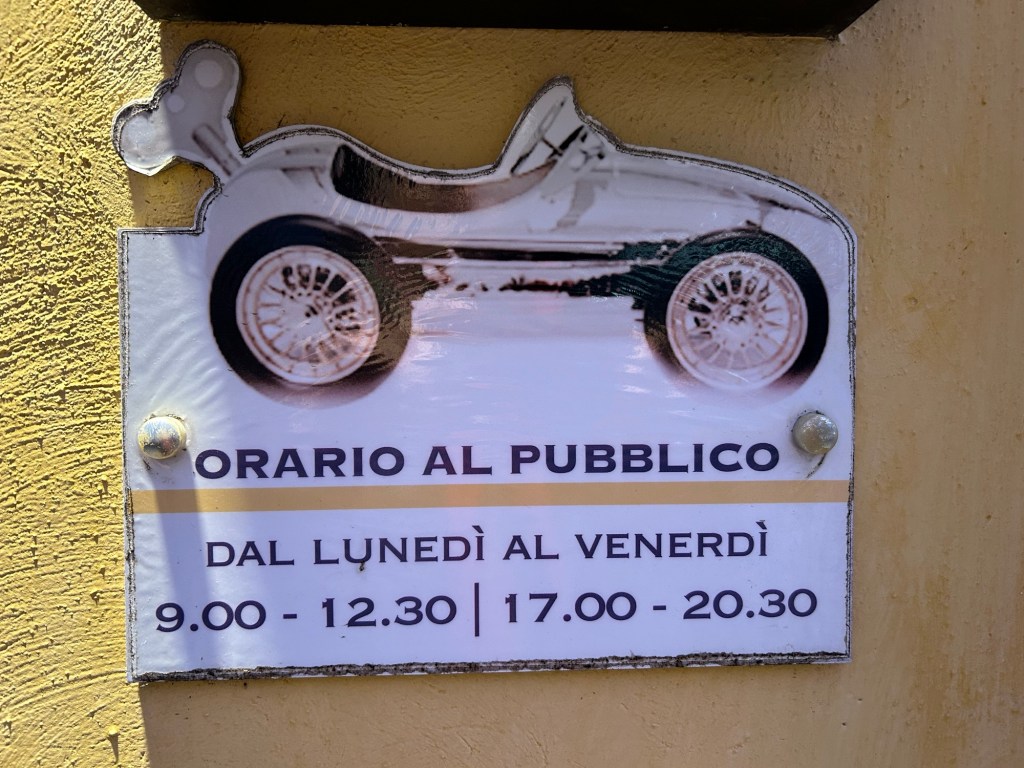 ORARIO AL PUBBLICO
DAL LUNEDÌ AL VENERDÌ
9.00 - 12.30 | 17.00 - 20.30